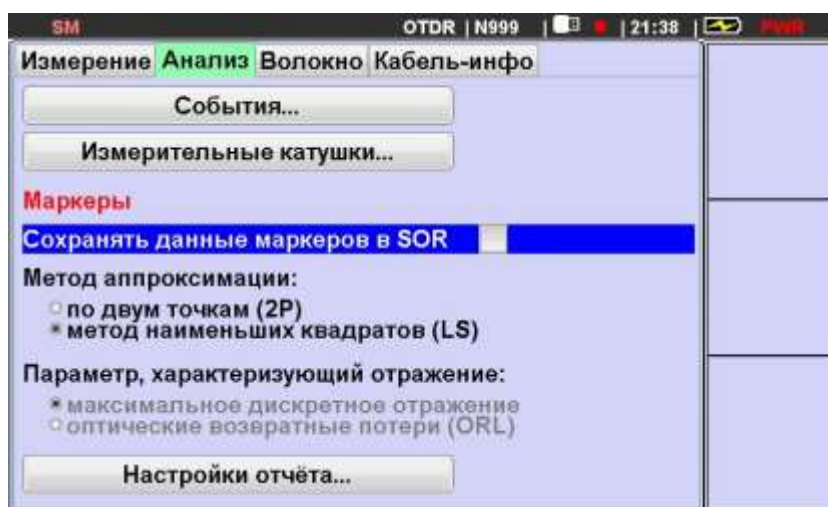 SM OTDR | N999 | | 21:38 | PWR
Измерение Анализ Волокно Кабель-инфо
События...
Измерительные катушки...
Маркеры
Сохранять данные маркеров в SOR
Метод аппроксимации:
по двум точкам (2P)
метод наименьших квадратов (LS)
Параметр, характеризующий отражение:
максимальное дискретное отражение
оптические возвратные потери (ORL)
Настройки отчёта...